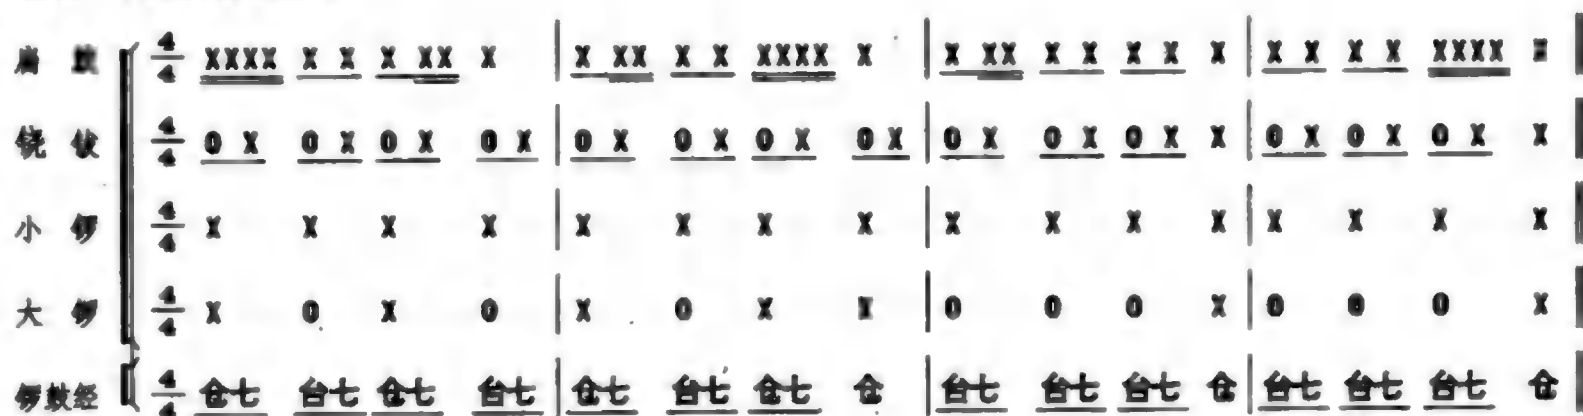 扁鼓 4/4 XXXX X X X XX X | X XX X X XXXX X | X XX X X X X X | X X X X XXXX X
铙钹 4/4 0 X 0 X 0 X 0 X | 0 X 0 X 0 X 0 X | 0 X 0 X 0 X X | 0 X 0 X 0 X X
小锣 4/4 X X X X | X X X X | X X X X | X X X X
大锣 4/4 X 0 X 0 | X 0 X X | 0 0 0 X | 0 0 0 X
锣鼓经 4/4 仓七 台七 仓七 台七 | 仓七 台七 仓七 仓 | 台七 台七 台七 仓 | 台七 台七 台七 仓